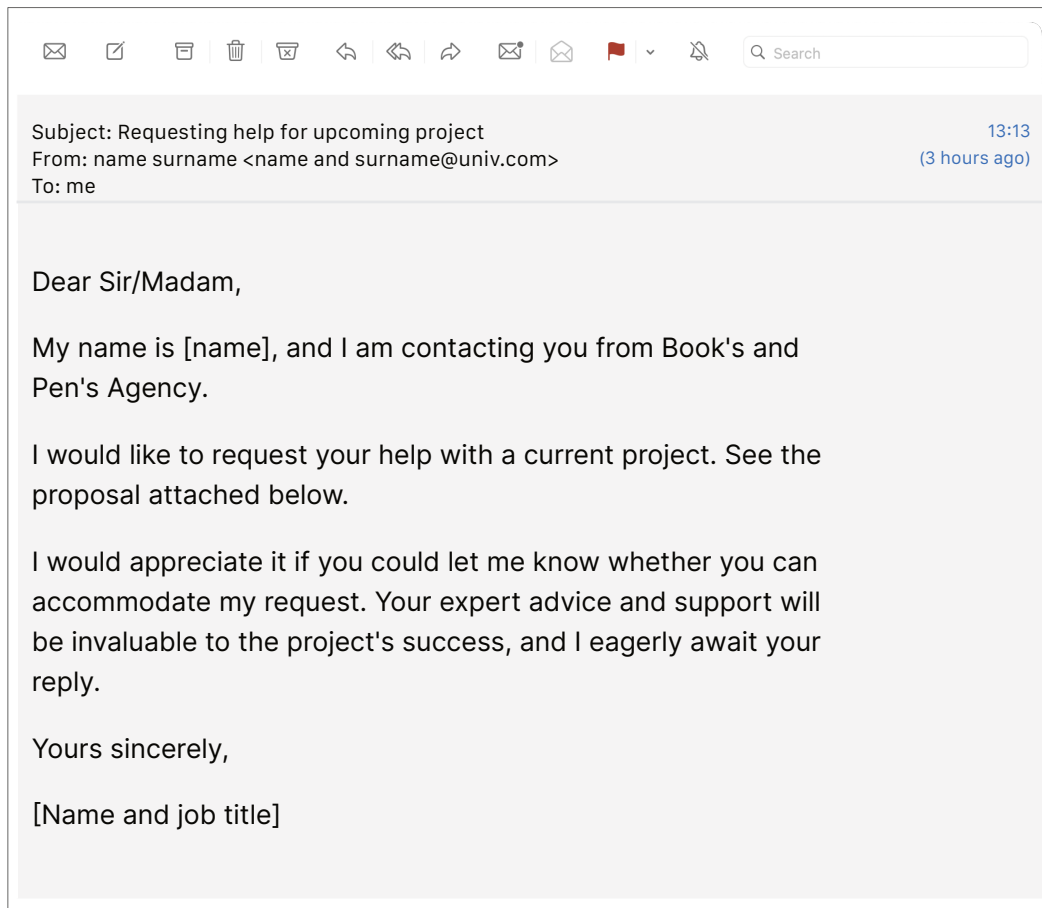 Search
Subject: Requesting help for upcoming project
13:13
From: name surname <name and surname@univ.com>
(3 hours ago)
To: me
Dear Sir/Madam,
My name is [name], and I am contacting you from Book's and
Pen's Agency.
I would like to request your help with a current project. See the
proposal attached below.
I would appreciate it if you could let me know whether you can
accommodate my request. Your expert advice and support will
be invaluable to the project's success, and I eagerly await your
reply.
Yours sincerely,
[Name and job title]